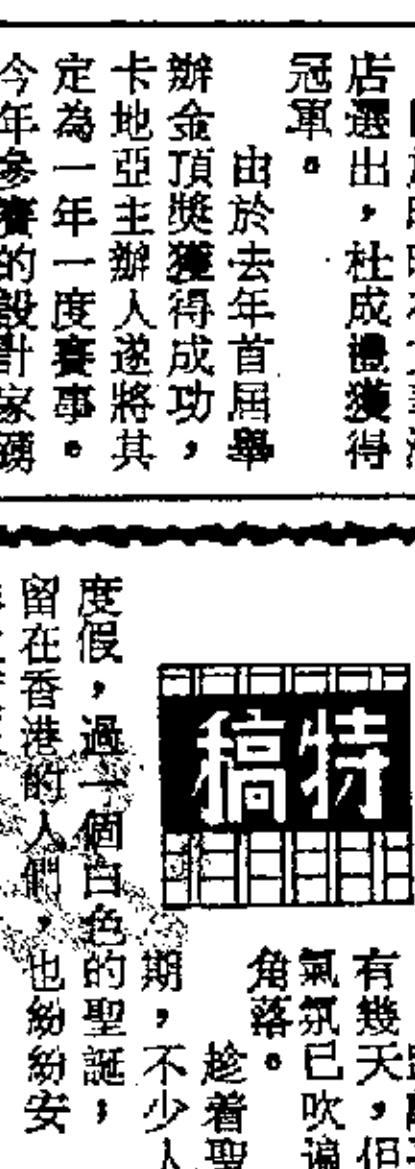 店選出，杜成禮獲得
冠軍。
由於去年首屆舉
辦金頂獎獲得成功，
卡地亞主辦人遂將其
定為一年一度賽事。
今年參賽的設計家踴
特稿
有幾天，但
氣氛已吹遍
角落。
趁着聖
期，不少人
度假，過一個白色的聖誕；
留在香港的人們，也紛紛安